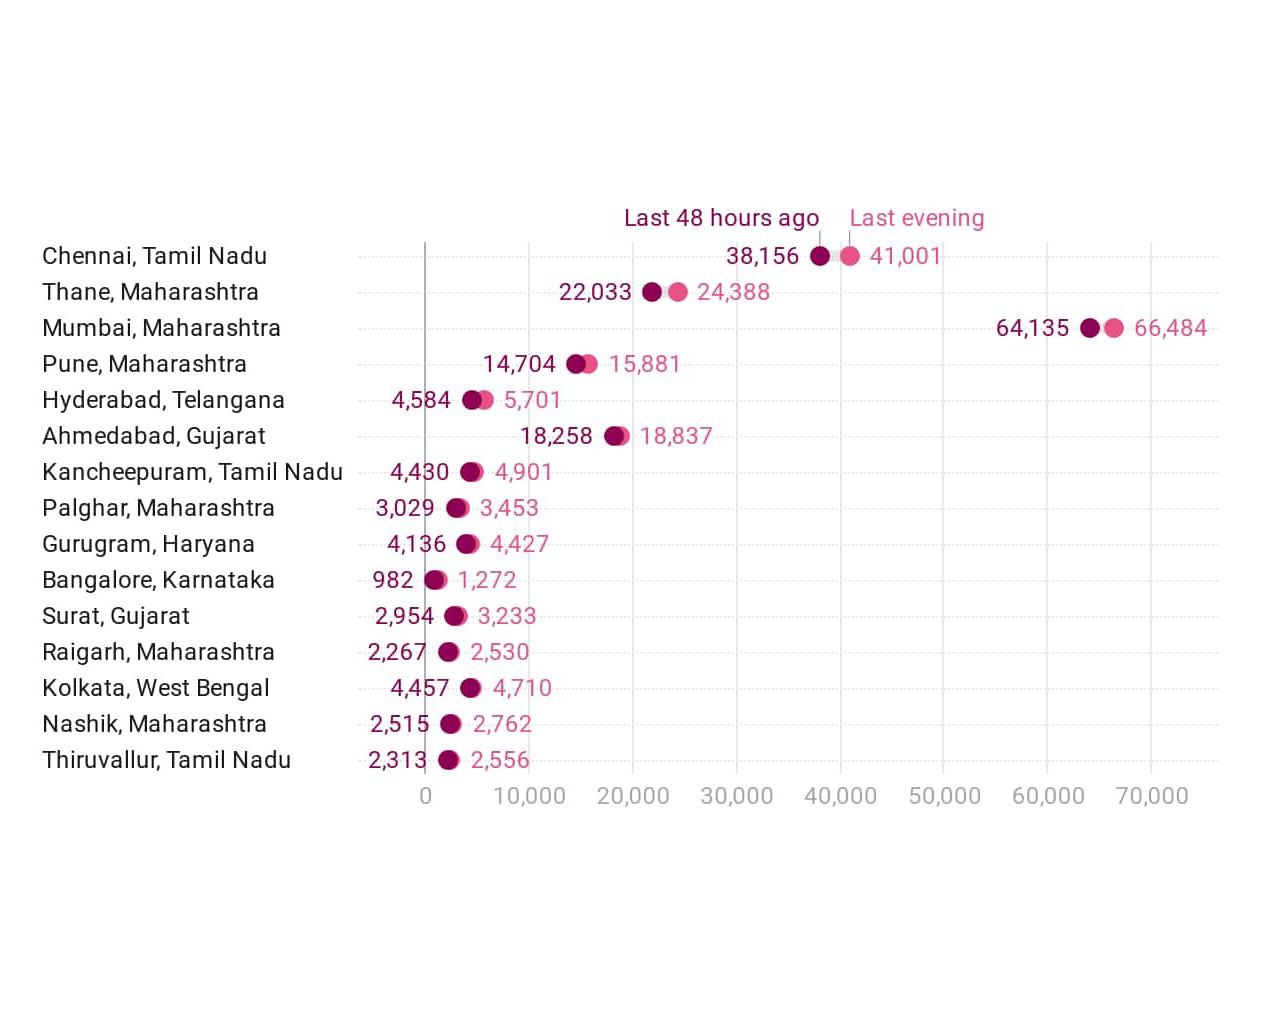 Last 48 hours ago Last evening
Chennai, Tamil Nadu 38,156 41,001
Thane, Maharashtra 22,033 24,388
Mumbai, Maharashtra 64,135 66,484
Pune, Maharashtra 14,704 15,881
Hyderabad, Telangana 4,584 5,701
Ahmedabad, Gujarat 18,258 18,837
Kancheepuram, Tamil Nadu 4,430 4,901
Palghar, Maharashtra 3,029 3,453
Gurugram, Haryana 4,136 4,427
Bangalore, Karnataka 982 1,272
Surat, Gujarat 2,954 3,233
Raigarh, Maharashtra 2,267 2,530
Kolkata, West Bengal 4,457 4,710
Nashik, Maharashtra 2,515 2,762
Thiruvallur, Tamil Nadu 2,313 2,556
0 10,000 20,000 30,000 40,000 50,000 60,000 70,000